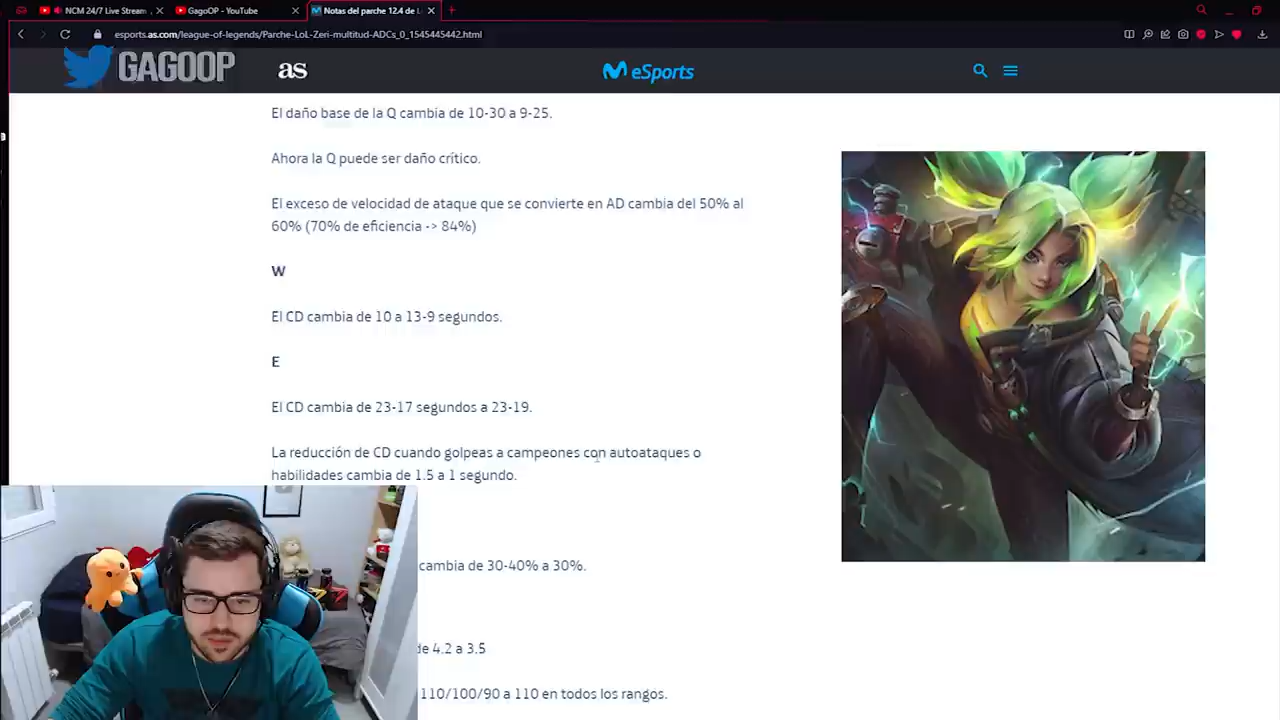 NCM 24/7 Live Stream
GagoOP - YouTube
Notas del parche 12.4 de L
esports.as.com/league-of-legends/Parche-LoL-Zeri-multitud-ADCs_0_1545445442.html
GAGOOP
as
eSports
El daño base de la Q cambia de 10-30 a 9-25.
Ahora la Q puede ser daño crítico.
El exceso de velocidad de ataque que se convierte en AD cambia del 50% al
60% (70% de eficiencia -> 84%)
W
El CD cambia de 10 a 13-9 segundos.
E
El CD cambia de 23-17 segundos a 23-19.
La reducción de CD cuando golpeas a campeones con autoataques o
habilidades cambia de 1.5 a 1 segundo.
cambia de 30-40% a 30%.
de 4.2 a 3.5
110/100/90 a 110 en todos los rangos.